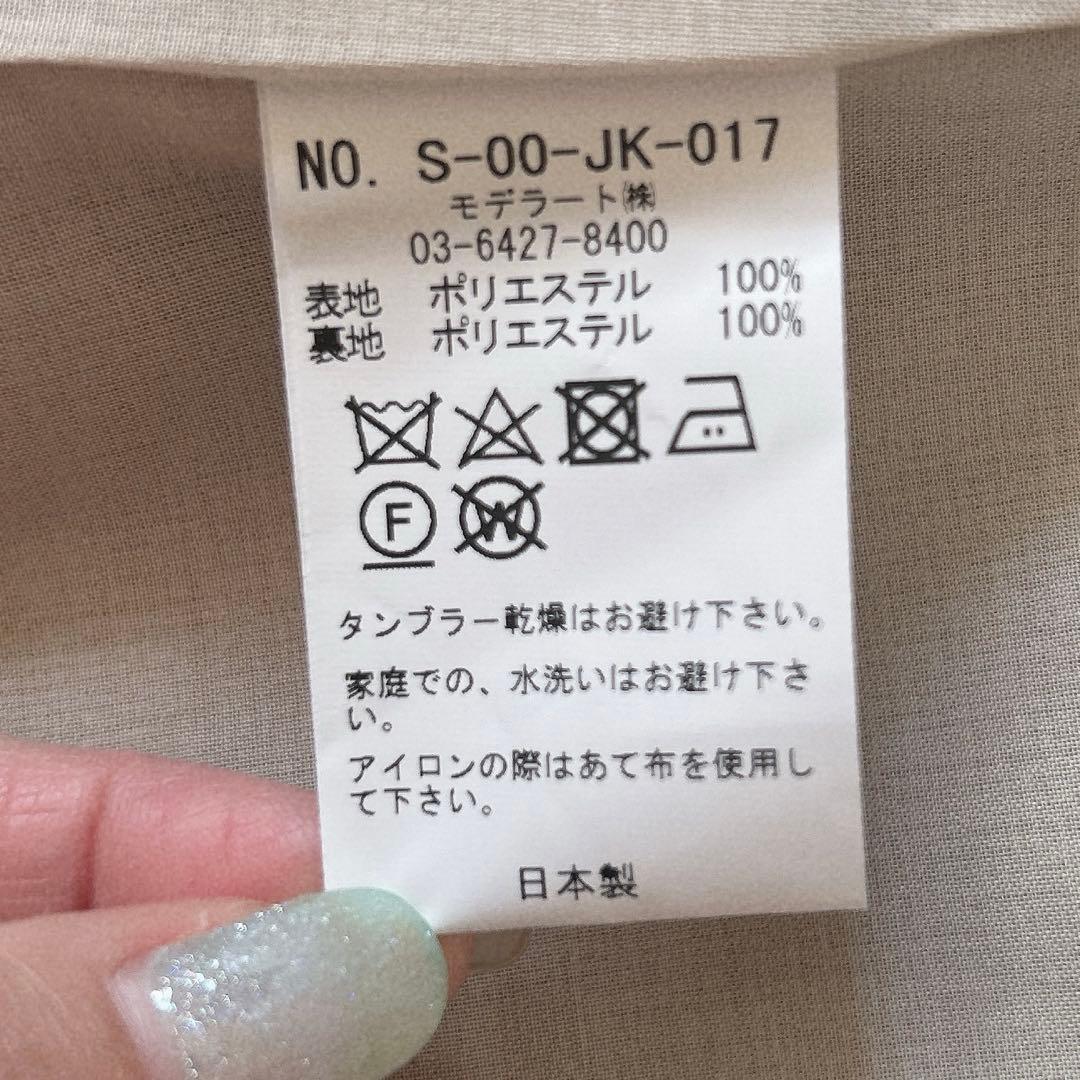 NO. S-00-JK-017
モデラート㈱
03-6427-8400
表地 ポリエステル 100%
裏地 ポリエステル 100%
F W
タンブラー乾燥はお避け下さい。
家庭での、水洗いはお避け下さ
い。
アイロンの際はあて布を使用し
て下さい。
日本製